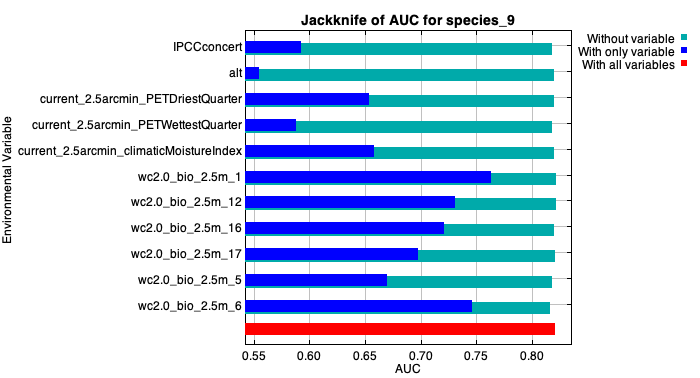 Jackknife of AUC for species_9
Without variable
With only variable
With all variables
Environmental Variable
IPCCconcert
alt
current_2.5arcmin_PETDriestQuarter
current_2.5arcmin_PETWettestQuarter
current_2.5arcmin_climaticMoistureIndex
wc2.0_bio_2.5m_1
wc2.0_bio_2.5m_12
wc2.0_bio_2.5m_16
wc2.0_bio_2.5m_17
wc2.0_bio_2.5m_5
wc2.0_bio_2.5m_6
0.55 0.60 0.65 0.70 0.75 0.80
AUC